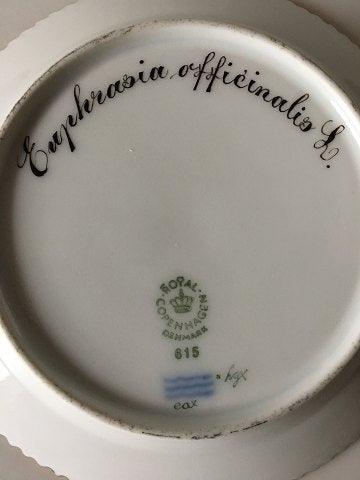 Euphrasia officinalis L.
ROYAL
COPENHAGEN
DENMARK
615
eax